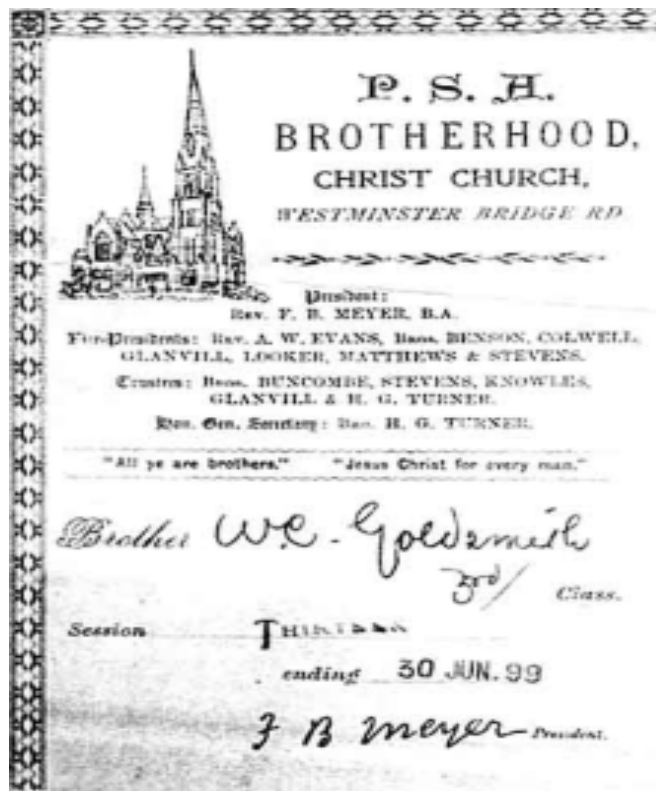 P. S. A.
BROTHERHOOD,
CHRIST CHURCH,
WESTMINSTER BRIDGE RD.
President:
REV. F. B. MEYER, B.A.
Vice-Presidents: REV. A. W. EVANS, BROS. BENSON, COLWELL,
GLANVILL, LOOKER, MATTHEWS & STEVENS.
Trustees: BROS. BUNCOMBE, STEVENS, KNOWLES,
GLANVILL & H. G. TURNER.
Hon. Gen. Secretary: BRO. H. G. TURNER.
"All ye are brothers." "Jesus Christ for every man."
Brother W.C. Goldsmith
3rd/ Class.
Session
ending 30 JUN. 99
F B Meyer President.